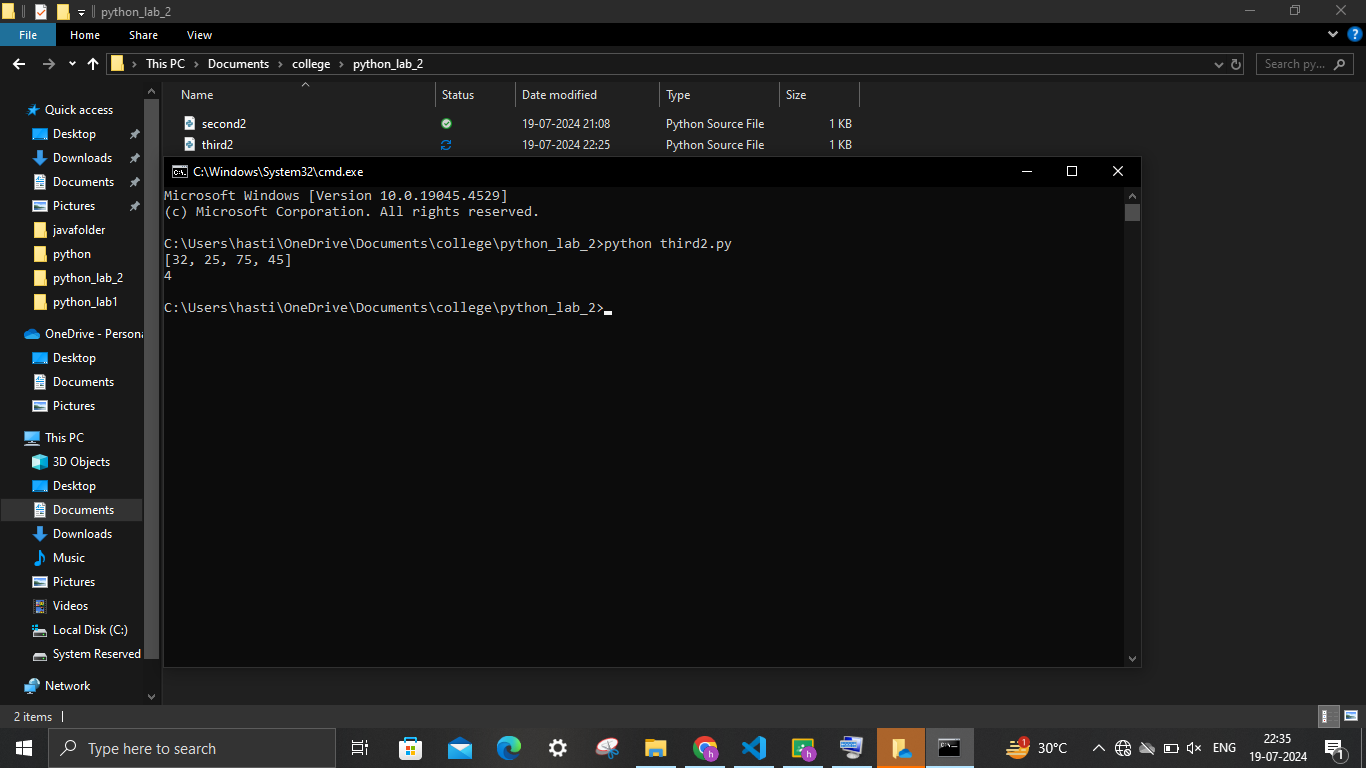 python_lab_2
File Home Share View
This PC Documents college python_lab_2
Search py...
Name Status Date modified Type Size
second2 19-07-2024 21:08 Python Source File 1 KB
third2 19-07-2024 22:25 Python Source File 1 KB
Quick access
Desktop
Downloads
Documents
Pictures
javafolder
python
python_lab_2
python_lab1
OneDrive - Persona
Desktop
Documents
Pictures
This PC
3D Objects
Desktop
Documents
Downloads
Music
Pictures
Videos
Local Disk (C:)
System Reserved
Network
C:\Windows\System32\cmd.exe
Microsoft Windows [Version 10.0.19045.4529]
(c) Microsoft Corporation. All rights reserved.
C:\Users\hasti\OneDrive\Documents\college\python_lab_2>python third2.py
[32, 25, 75, 45]
4
C:\Users\hasti\OneDrive\Documents\college\python_lab_2>
2 items
Type here to search
h
h
1
30°C
ENG
22:35
19-07-2024
1